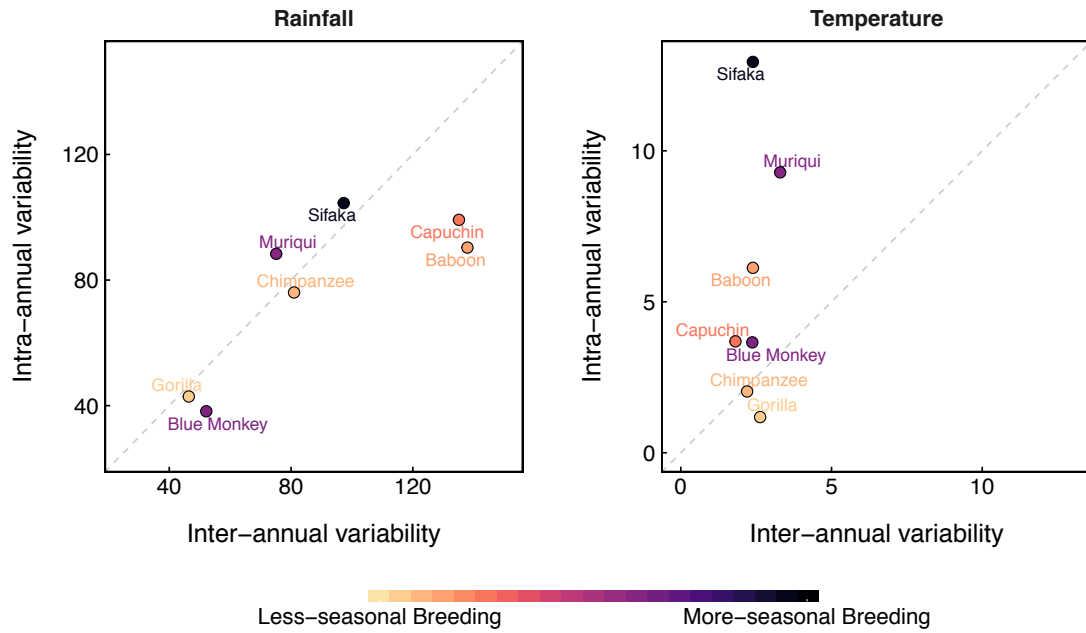 Rainfall
Intra−annual variability
120
80
40
Sifaka
Muriqui
Capuchin
Baboon
Chimpanzee
Gorilla
Blue Monkey
40
80
120
Inter−annual variability
Temperature
Intra−annual variability
10
5
0
Sifaka
Muriqui
Baboon
Capuchin
Blue Monkey
Chimpanzee
Gorilla
0
5
10
Inter−annual variability
Less−seasonal Breeding
More−seasonal Breeding